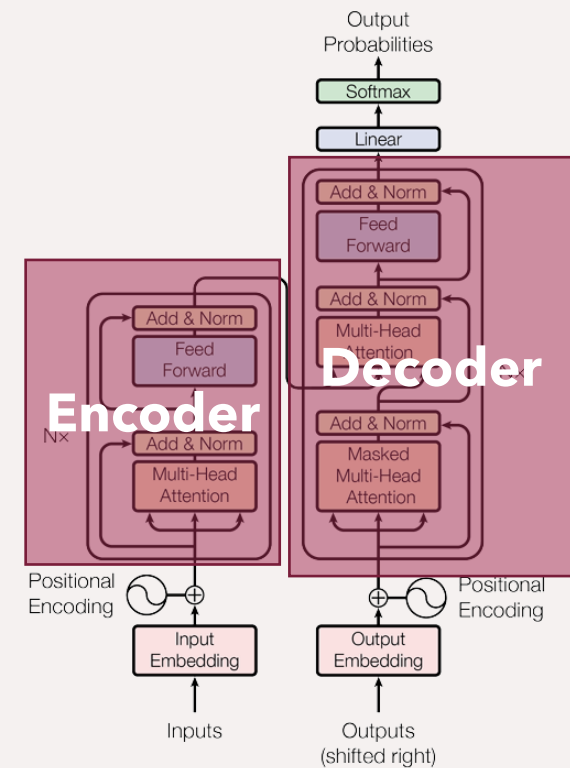 Output
Probabilities
Softmax
Linear
Add & Norm
Feed
Forward
Add & Norm
Multi-Head
Attention
Decoder
Add & Norm
Masked
Multi-Head
Attention
Add & Norm
Feed
Forward
Encoder
N×
Add & Norm
Multi-Head
Attention
Positional
Encoding
Positional
Encoding
Input
Embedding
Output
Embedding
Inputs
Outputs
(shifted right)